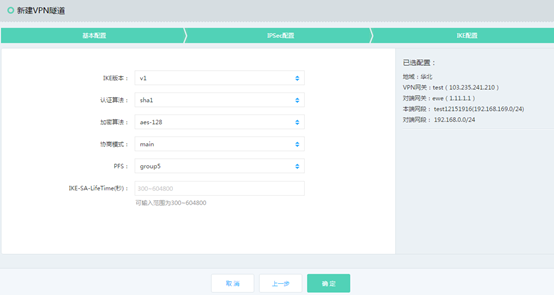 新建VPN隧道
基本配置
IPSec配置
IKE配置
IKE版本： v1
认证算法： sha1
加密算法： aes-128
协商模式： main
PFS： group5
IKE-SA-LifeTime(秒)： 300~604800
可输入范围为300~604800
已选配置：
地域：华北
VPN网关：test（103.235.241.210）
对端网关：ewe（1.11.1.1）
本端网段： test12151916(192.168.169.0/24)
对端网段： 192.168.0.0/24
取 消
上一步
确 定